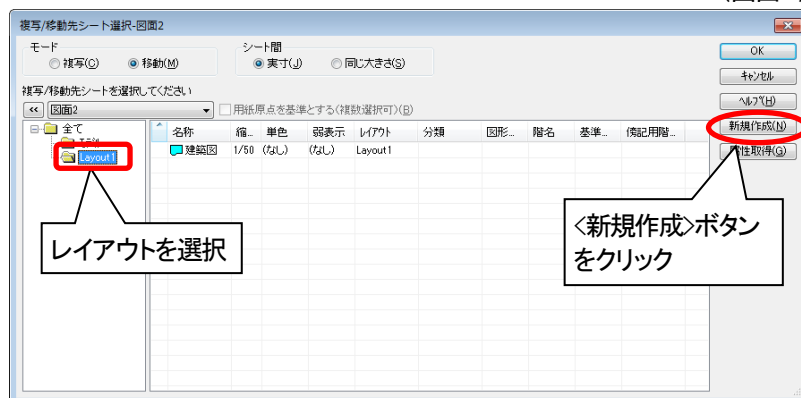 複写/移動先シート選択-図面2
モード
複写(C)
移動(M)
シート間
実寸(J)
同じ大きさ(S)
OK
キャンセル
ヘルプ(H)
新規作成(N)
属性取得(G)
複写/移動先シートを選択してください
<<
図面2
用紙原点を基準とする(複数選択可)(B)
全て
Layout1
名称 縮... 単色 弱表示 レイアウト 分類 図形... 階名 基準... 傍記用階...
建築図 1/50 (なし) (なし) Layout1
レイアウトを選択
<新規作成>ボタン
をクリック